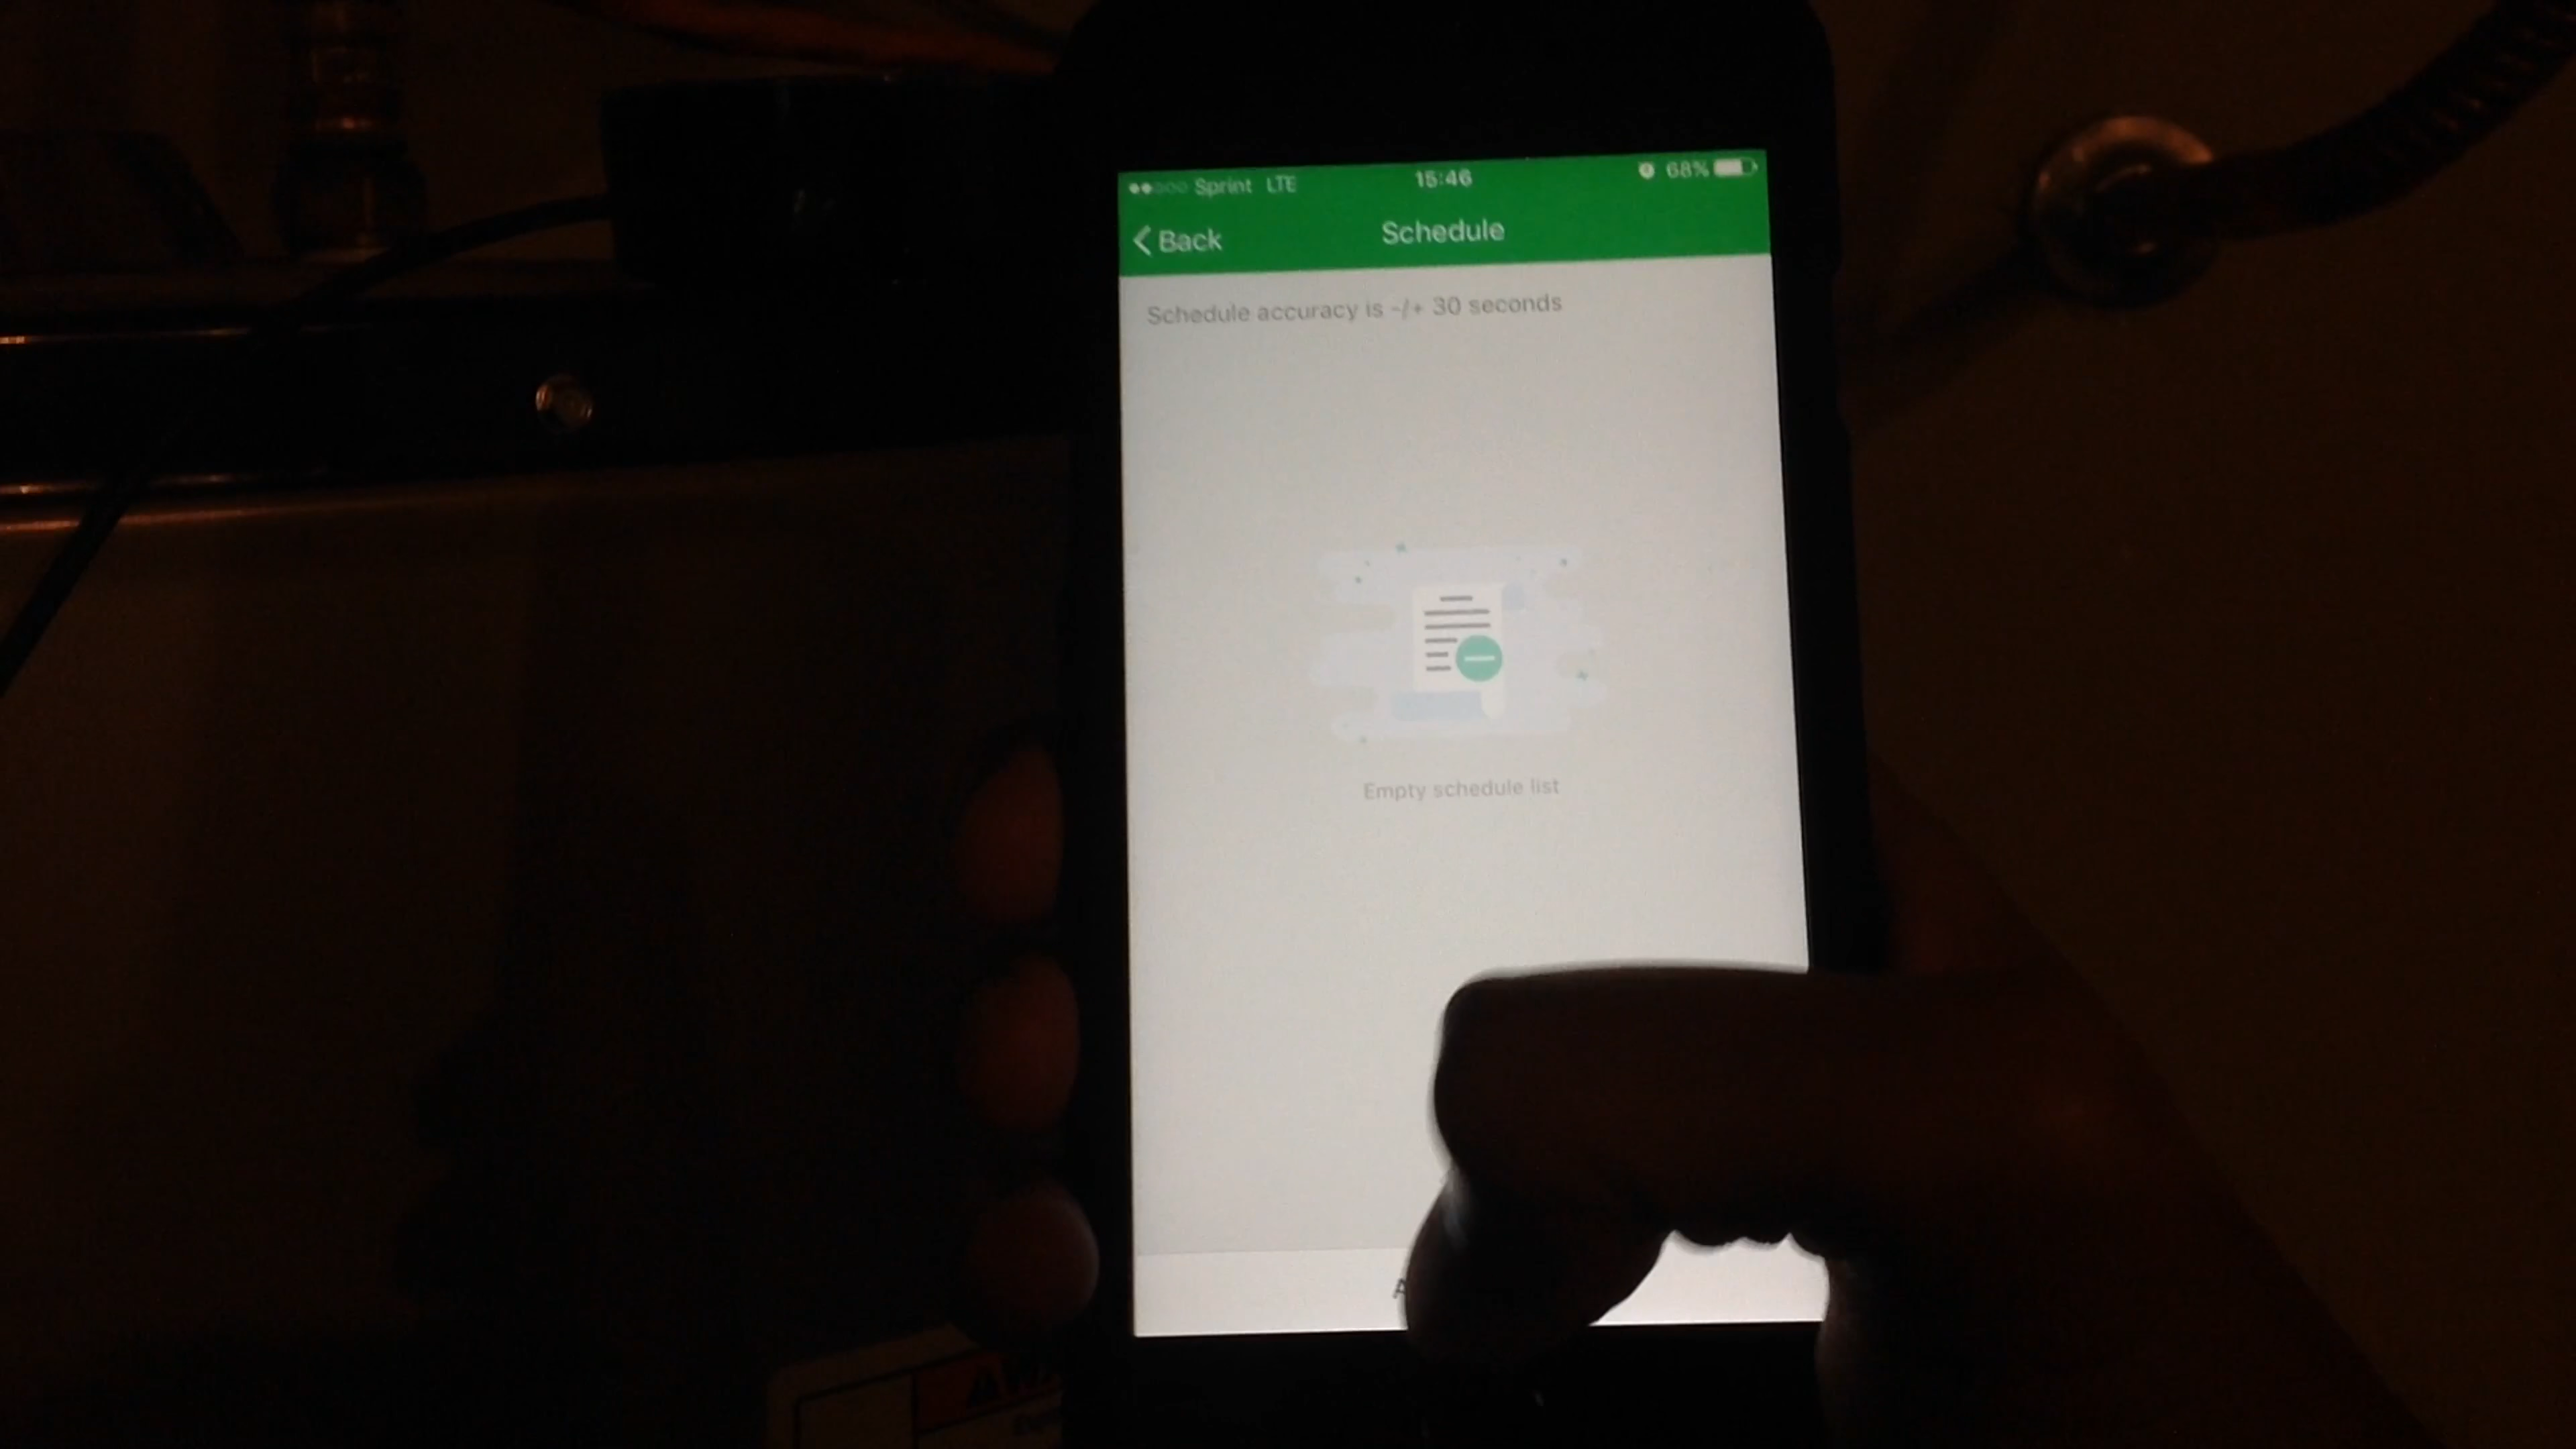 Sprint LTE 15:46 68%
Back Schedule
Schedule accuracy is -/+ 30 seconds
Empty schedule list